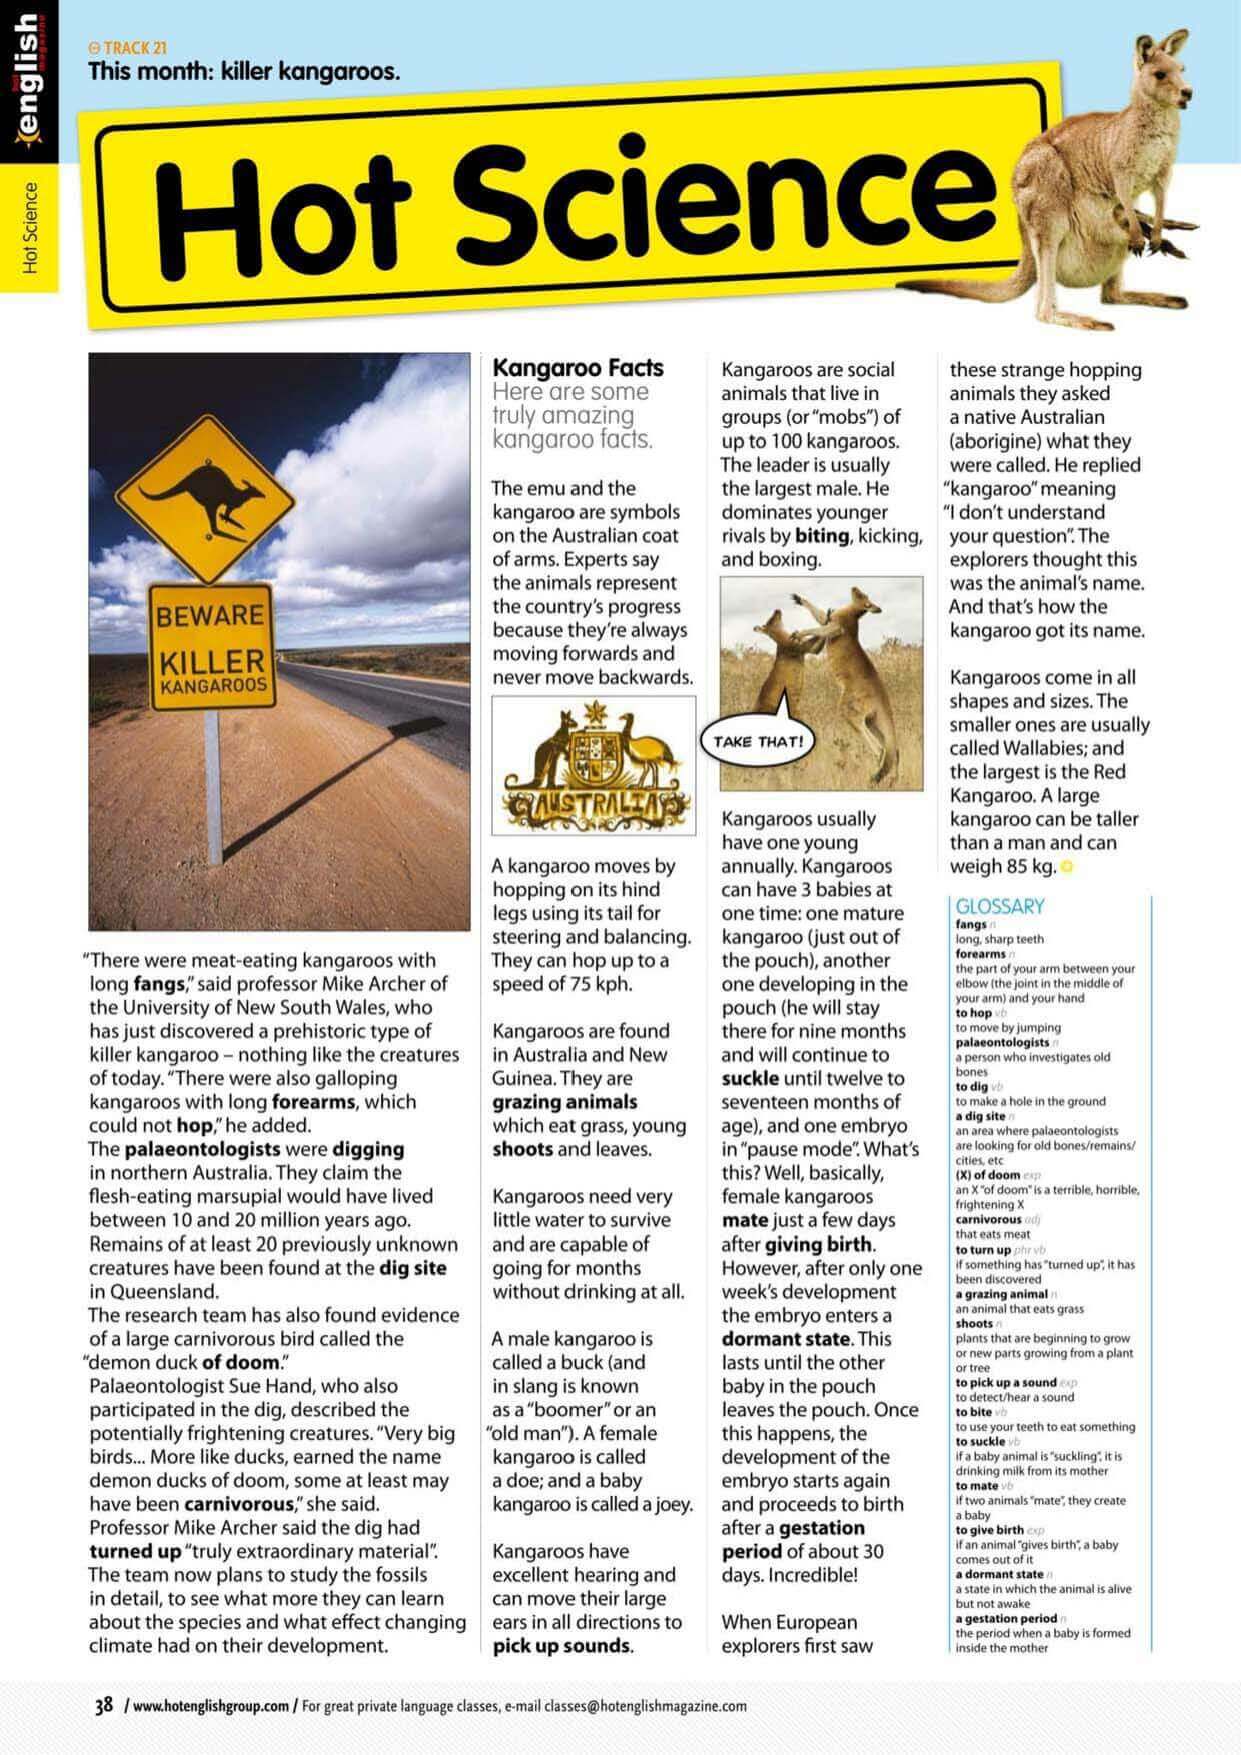 english
magazine
Hot Science
TRACK 21
This month: killer kangaroos.
Hot Science
BEWARE
KILLER
KANGAROOS
"There were meat-eating kangaroos with
long fangs," said professor Mike Archer of
the University of New South Wales, who
has just discovered a prehistoric type of
killer kangaroo – nothing like the creatures
of today. "There were also galloping
kangaroos with long forearms, which
could not hop," he added.
The palaeontologists were digging
in northern Australia. They claim the
flesh-eating marsupial would have lived
between 10 and 20 million years ago.
Remains of at least 20 previously unknown
creatures have been found at the dig site
in Queensland.
The research team has also found evidence
of a large carnivorous bird called the
"demon duck of doom."
Palaeontologist Sue Hand, who also
participated in the dig, described the
potentially frightening creatures. "Very big
birds... More like ducks, earned the name
demon ducks of doom, some at least may
have been carnivorous," she said.
Professor Mike Archer said the dig had
turned up "truly extraordinary material".
The team now plans to study the fossils
in detail, to see what more they can learn
about the species and what effect changing
climate had on their development.
Kangaroo Facts
Here are some
truly amazing
kangaroo facts.
The emu and the
kangaroo are symbols
on the Australian coat
of arms. Experts say
the animals represent
the country's progress
because they're always
moving forwards and
never move backwards.
AUSTRALIA
A kangaroo moves by
hopping on its hind
legs using its tail for
steering and balancing.
They can hop up to a
speed of 75 kph.
Kangaroos are found
in Australia and New
Guinea. They are
grazing animals
which eat grass, young
shoots and leaves.
Kangaroos need very
little water to survive
and are capable of
going for months
without drinking at all.
A male kangaroo is
called a buck (and
in slang is known
as a "boomer" or an
"old man"). A female
kangaroo is called
a doe; and a baby
kangaroo is called a joey.
Kangaroos have
excellent hearing and
can move their large
ears in all directions to
pick up sounds.
Kangaroos are social
animals that live in
groups (or "mobs") of
up to 100 kangaroos.
The leader is usually
the largest male. He
dominates younger
rivals by biting, kicking,
and boxing.
TAKE THAT!
Kangaroos usually
have one young
annually. Kangaroos
can have 3 babies at
one time: one mature
kangaroo (just out of
the pouch), another
one developing in the
pouch (he will stay
there for nine months
and will continue to
suckle until twelve to
seventeen months of
age), and one embryo
in "pause mode". What's
this? Well, basically,
female kangaroos
mate just a few days
after giving birth.
However, after only one
week's development
the embryo enters a
dormant state. This
lasts until the other
baby in the pouch
leaves the pouch. Once
this happens, the
development of the
embryo starts again
and proceeds to birth
after a gestation
period of about 30
days. Incredible!
When European
explorers first saw
these strange hopping
animals they asked
a native Australian
(aborigine) what they
were called. He replied
"kangaroo" meaning
"I don't understand
your question". The
explorers thought this
was the animal's name.
And that's how the
kangaroo got its name.
Kangaroos come in all
shapes and sizes. The
smaller ones are usually
called Wallabies; and
the largest is the Red
Kangaroo. A large
kangaroo can be taller
than a man and can
weigh 85 kg.
GLOSSARY
fangs n
long, sharp teeth
forearms n
the part of your arm between your
elbow (the joint in the middle of
your arm) and your hand
to hop vb
to move by jumping
palaeontologists n
a person who investigates old
bones
to dig vb
to make a hole in the ground
a dig site n
an area where palaeontologists
are looking for old bones/remains/
cities, etc
(X) of doom exp
an X "of doom" is a terrible, horrible,
frightening X
carnivorous adj
that eats meat
to turn up phr vb
if something has "turned up", it has
been discovered
a grazing animal n
an animal that eats grass
shoots n
plants that are beginning to grow
or new parts growing from a plant
or tree
to pick up a sound exp
to detect/hear a sound
to bite vb
to use your teeth to eat something
to suckle vb
if a baby animal is "suckling", it is
drinking milk from its mother
to mate vb
if two animals "mate", they create
a baby
to give birth exp
if an animal "gives birth", a baby
comes out of it
a dormant state n
a state in which the animal is alive
but not awake
a gestation period n
the period when a baby is formed
inside the mother
38 / www.hotenglishgroup.com / For great private language classes, e-mail classes@hotenglishmagazine.com